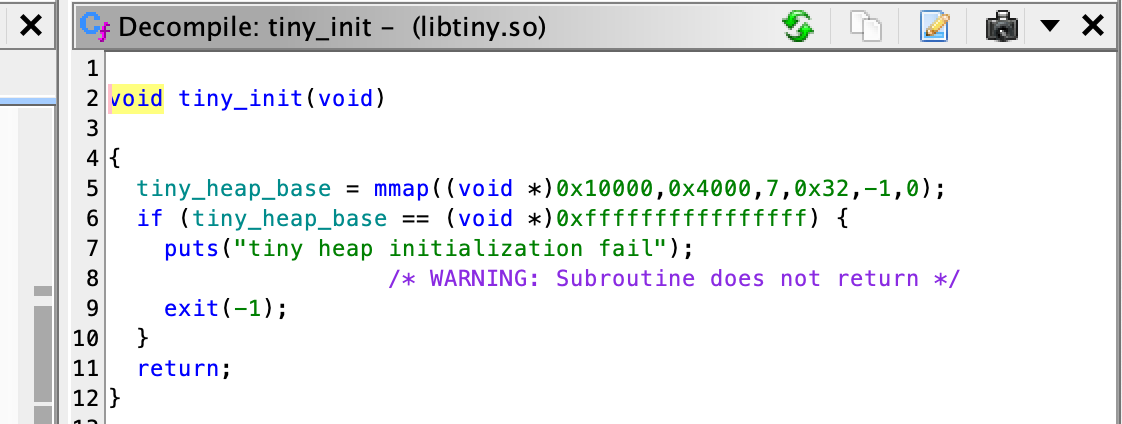 Decompile: tiny_init – (libtiny.so)
1
2 void tiny_init(void)
3
4 {
5   tiny_heap_base = mmap((void *)0x10000,0x4000,7,0x32,-1,0);
6   if (tiny_heap_base == (void *)0xffffffffffffffff) {
7     puts("tiny heap initialization fail");
8                     /* WARNING: Subroutine does not return */
9     exit(-1);
10   }
11   return;
12 }